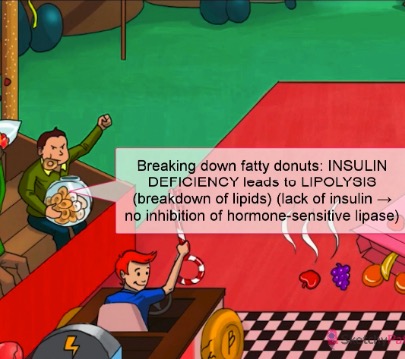 Breaking down fatty donuts: INSULIN
DEFICIENCY leads to LIPOLYSIS
(breakdown of lipids) (lack of insulin →
no inhibition of hormone-sensitive lipase)
B